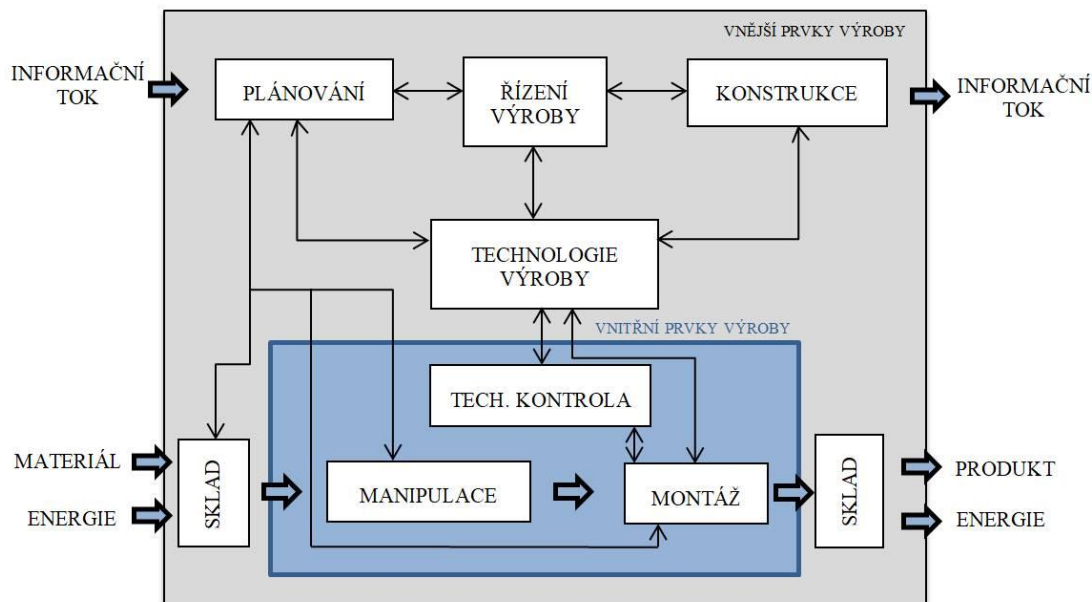 VNĚJŠÍ PRVKY VÝROBY
INFORMAČNÍ
TOK
PLÁNOVÁNÍ
ŘÍZENÍ
VÝROBY
KONSTRUKCE
INFORMAČNÍ
TOK
TECHNOLOGIE
VÝROBY
VNITŘNÍ PRVKY VÝROBY
TECH. KONTROLA
MATERIÁL
ENERGIE
SKLAD
MANIPULACE
MONTÁŽ
SKLAD
PRODUKT
ENERGIE